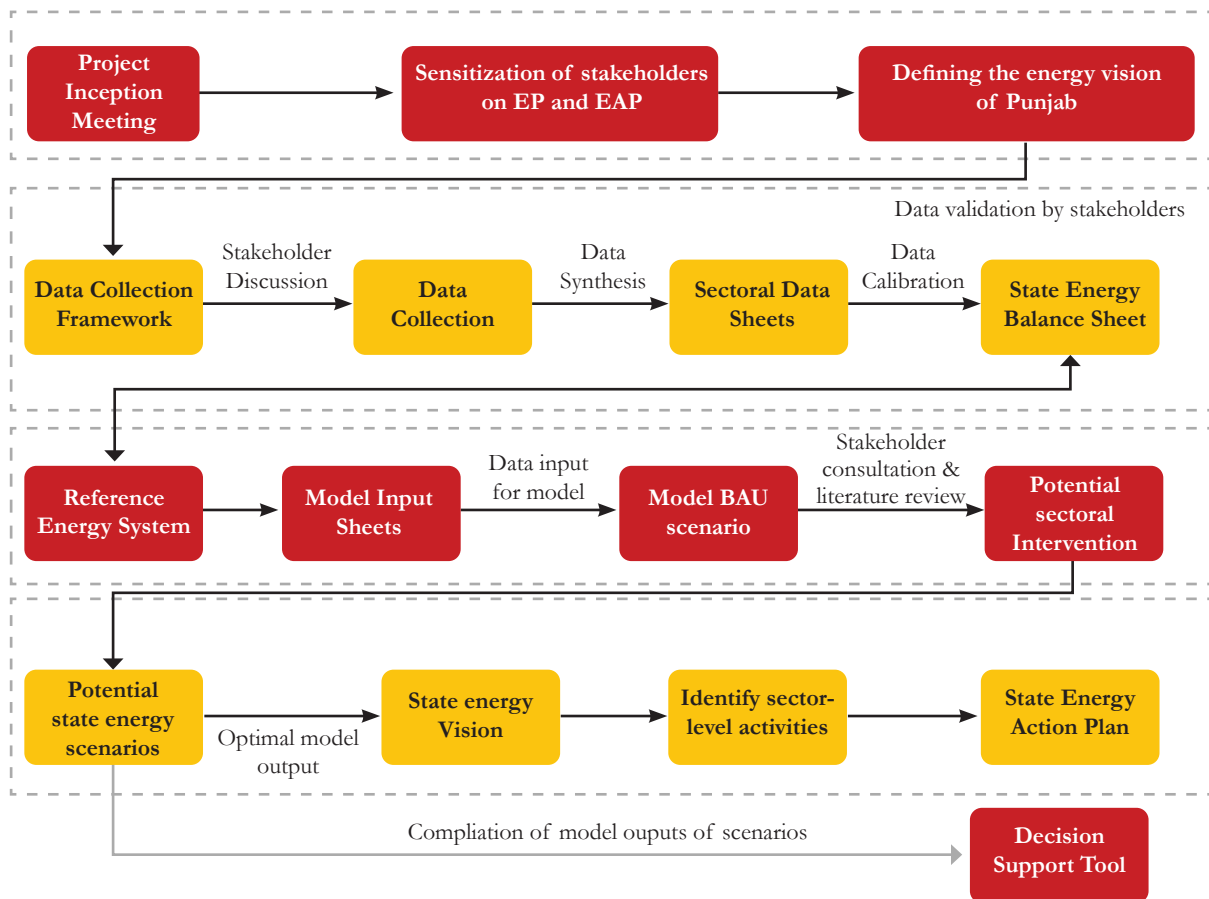 Project
Inception
Meeting
Sensitization of stakeholders
on EP and EAP
Defining the energy vision
of Punjab
Data validation by stakeholders
Data Collection
Framework
Stakeholder
Discussion
Data
Collection
Data
Synthesis
Sectoral Data
Sheets
Data
Calibration
State Energy
Balance Sheet
Reference
Energy System
Model Input
Sheets
Data input
for model
Model BAU
scenario
Stakeholder
consultation &
literature review
Potential
sectoral
Intervention
Potential
state energy
scenarios
Optimal model
output
State energy
Vision
Identify sector-
level activities
State Energy
Action Plan
Compliation of model ouputs of scenarios
Decision
Support Tool